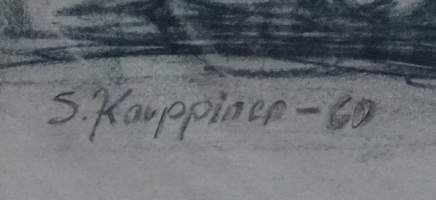 S. Kauppinen - 60